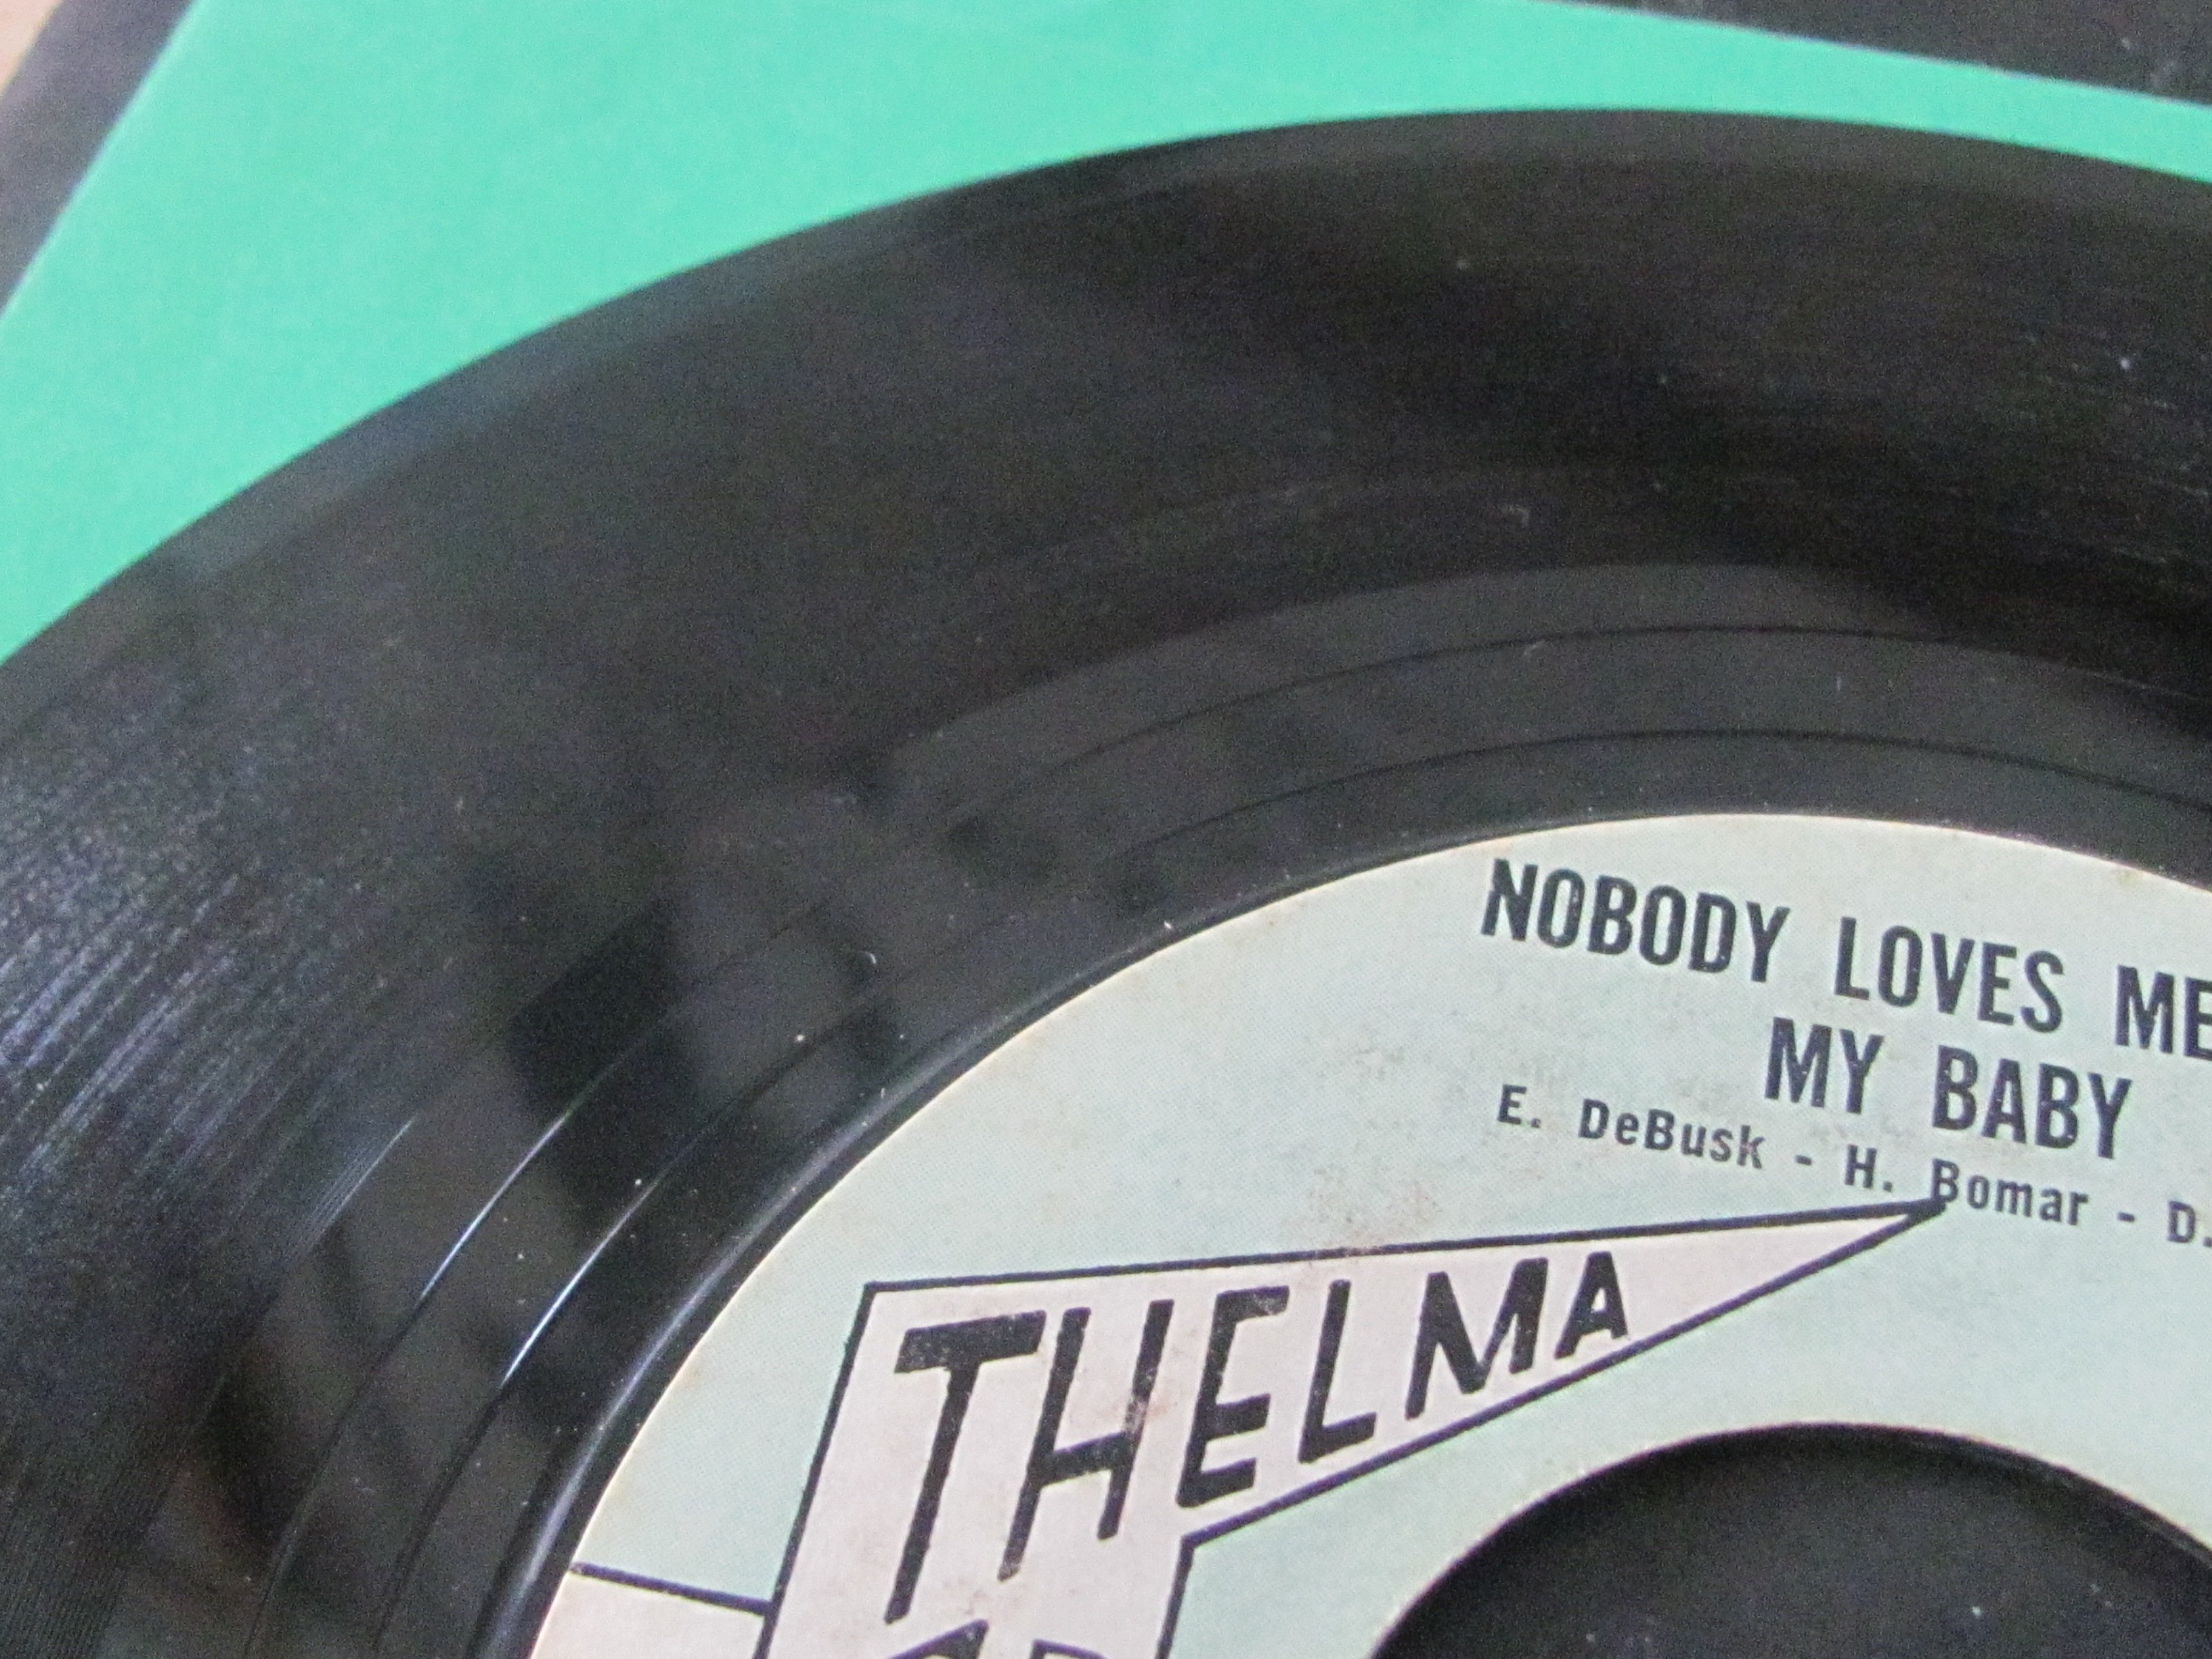 NOBODY LOVES ME
MY BABY
E. DeBusk - H. Bomar - D.
THELMA